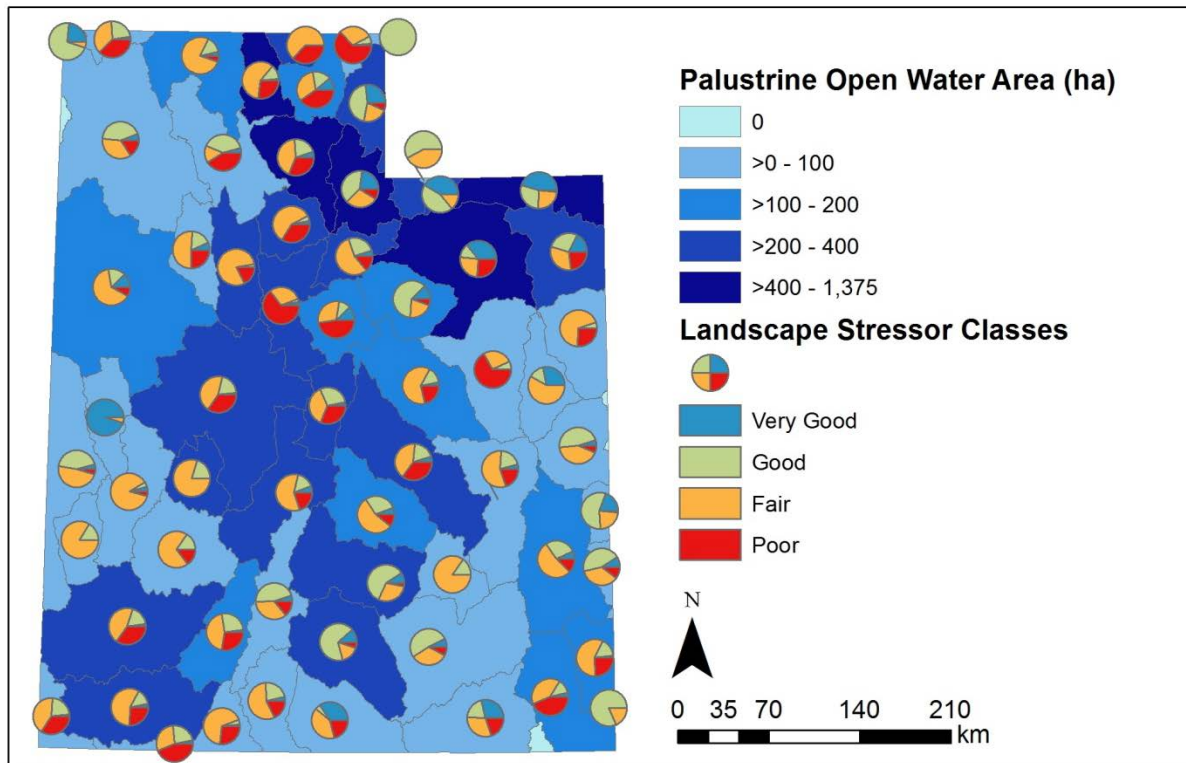 Palustrine Open Water Area (ha)
0
>0 - 100
>100 - 200
>200 - 400
>400 - 1,375
Landscape Stressor Classes
Very Good
Good
Fair
Poor
N
0 35 70 140 210
km